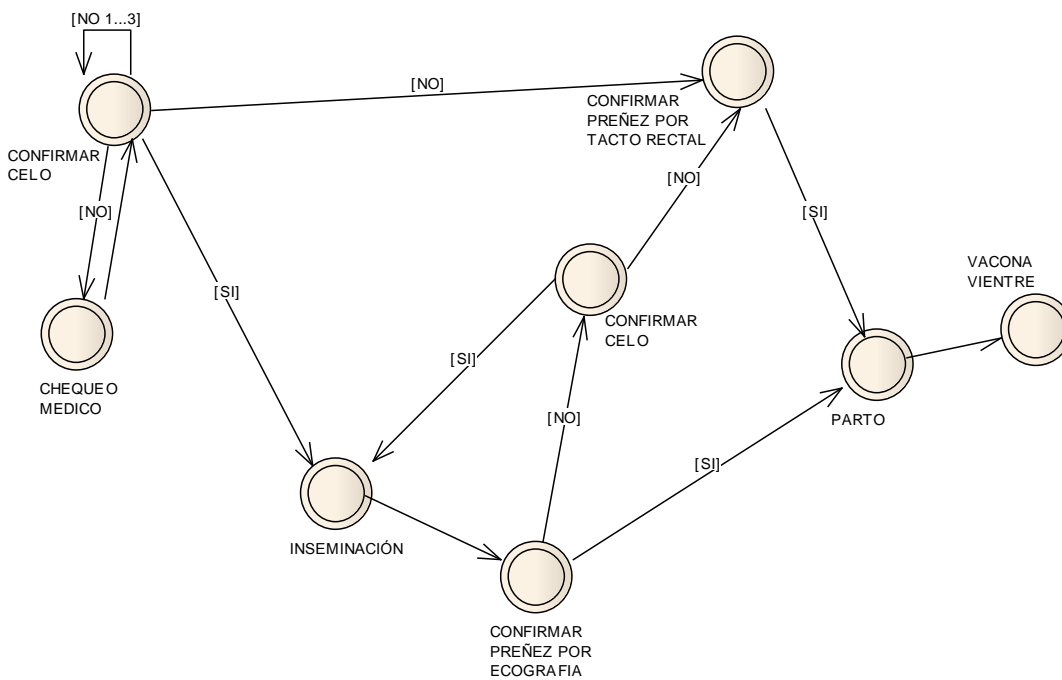 [NO 1...3]
[NO]
CONFIRMAR
PREÑEZ POR
TACTO RECTAL
CONFIRMAR
CELO
[NO]
[NO]
[SI]
VACONA
VIENTRE
[SI]
CONFIRMAR
CELO
[SI]
CHEQUEO
MEDICO
[NO]
PARTO
[SI]
INSEMINACIÓN
CONFIRMAR
PREÑEZ POR
ECOGRAFIA